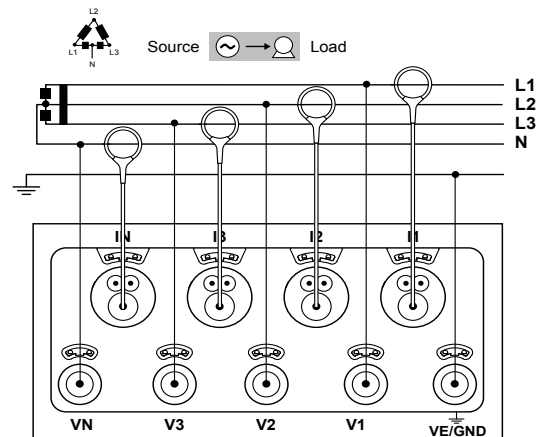 L2
L1 L3
N
Source Load
L1
L2
L3
N
IN I3 I2 I1
VN V3 V2 V1 VE/GND